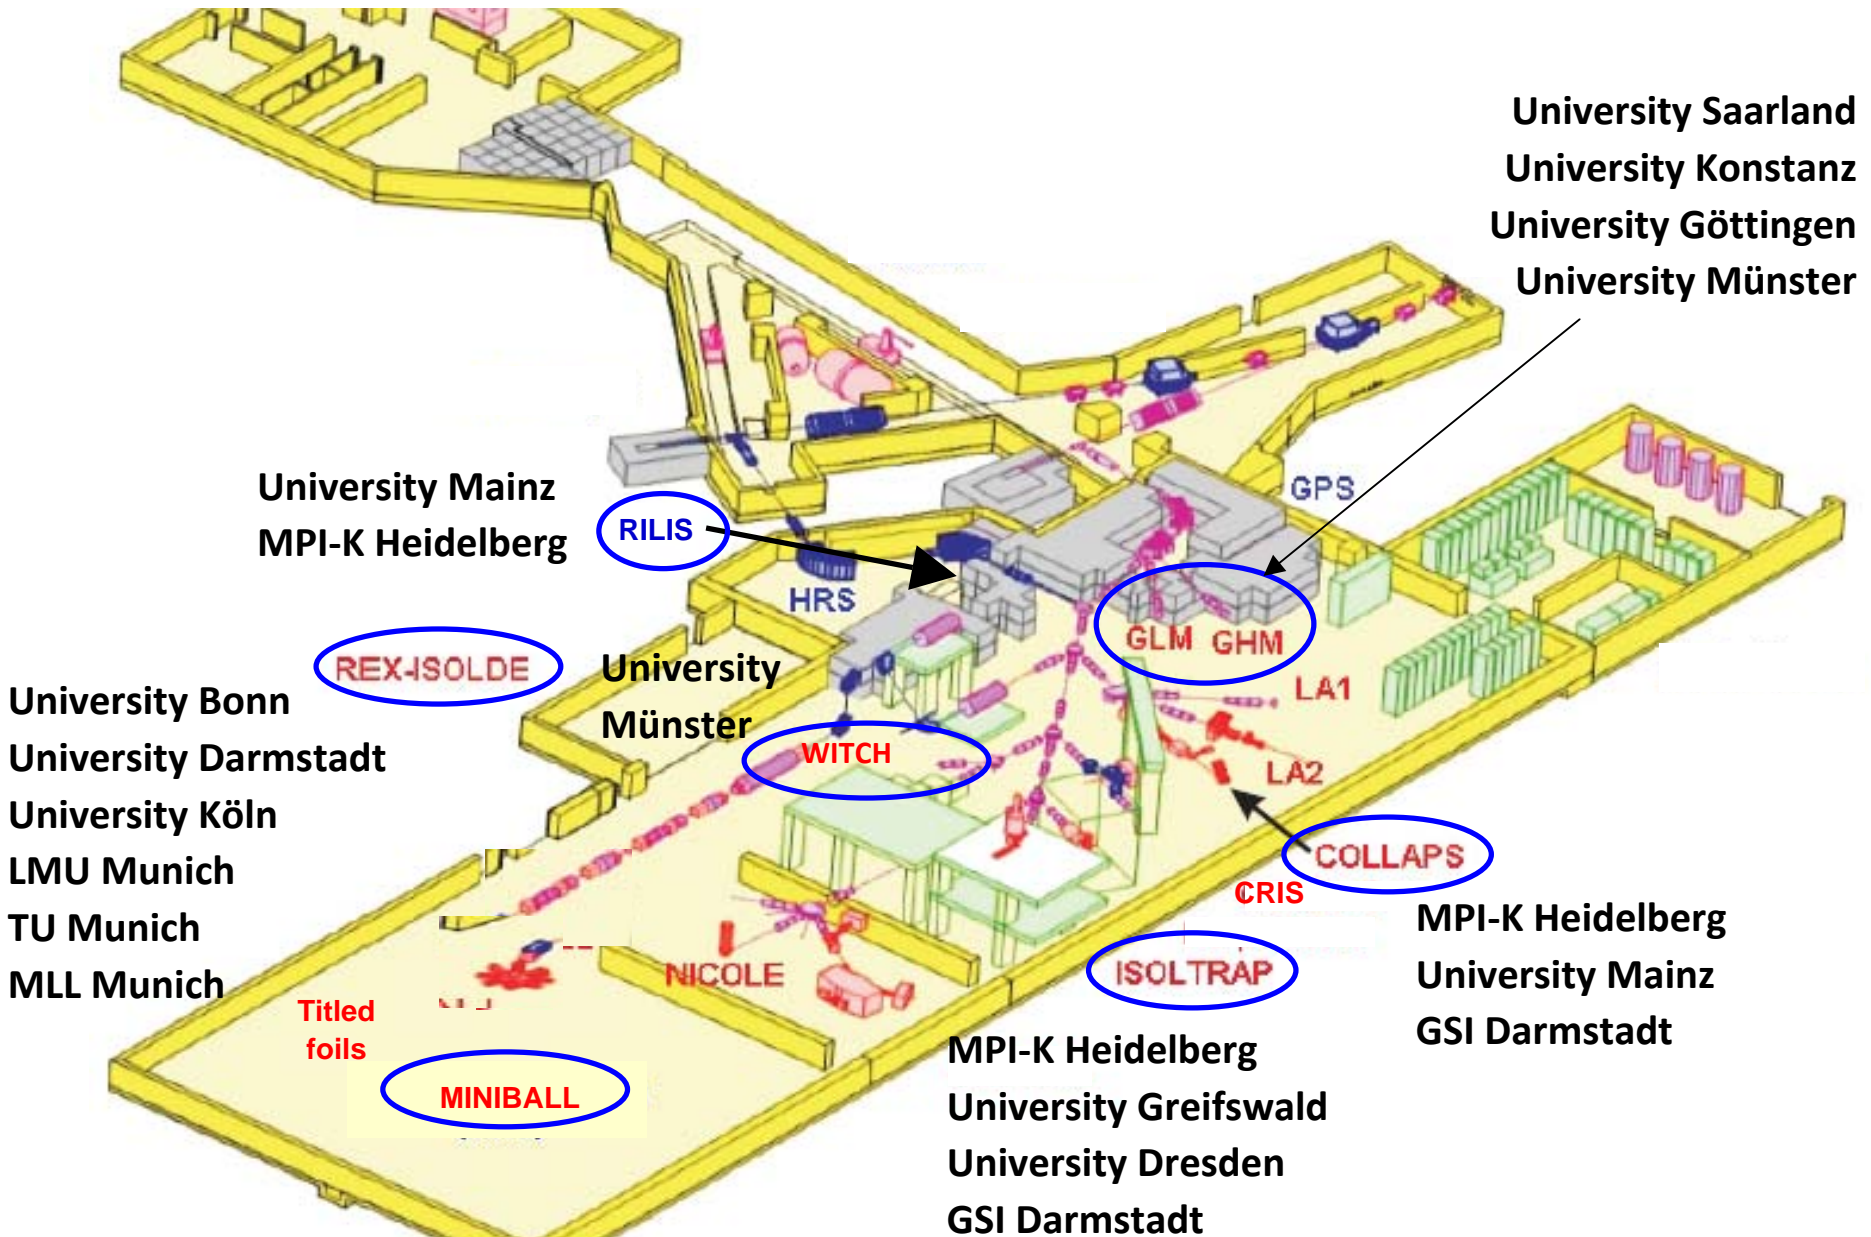 University Saarland
University Konstanz
University Göttingen
University Münster
University Mainz
MPI-K Heidelberg
RILIS
GPS
HRS
GLM GHM
REX-ISOLDE
University
Münster
WITCH
LA1
LA2
University Bonn
University Darmstadt
University Köln
LMU Munich
TU Munich
MLL Munich
COLLAPS
CRIS
MPI-K Heidelberg
University Mainz
GSI Darmstadt
NICOLE
ISOLTRAP
Titled
foils
MINIBALL
MPI-K Heidelberg
University Greifswald
University Dresden
GSI Darmstadt